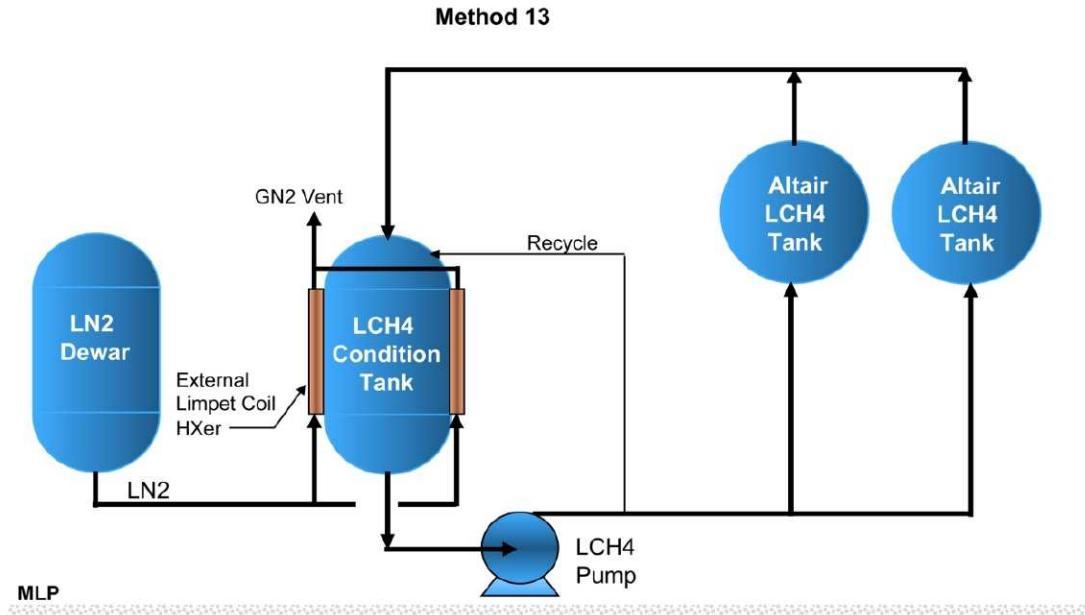 Method 13
GN2 Vent
Recycle
Altair
LCH4
Tank
Altair
LCH4
Tank
LN2
Dewar
LCH4
Condition
Tank
External
Limpet Coil
HXer
LN2
LCH4
Pump
MLP